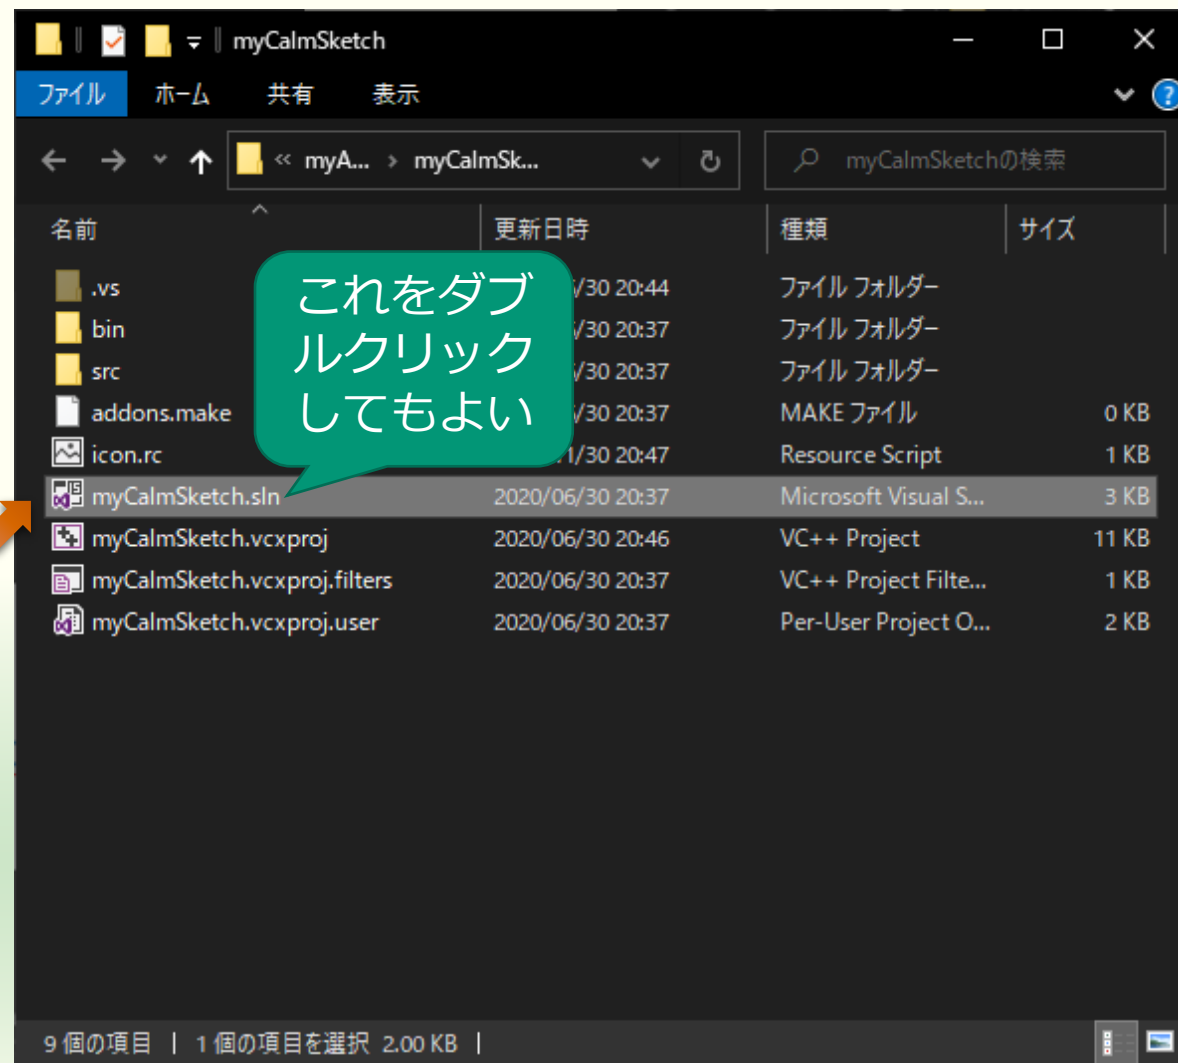 myCalmSketch
ファイル ホーム 共有 表示
« myA... › myCalmSk... myCalmSketchの検索
名前 更新日時 種類 サイズ
.vs /30 20:44 ファイル フォルダー
bin /30 20:37 ファイル フォルダー
src /30 20:37 ファイル フォルダー
addons.make /30 20:37 MAKE ファイル 0 KB
icon.rc 1/30 20:47 Resource Script 1 KB
これをダブ
ルクリック
してもよい
myCalmSketch.sln 2020/06/30 20:37 Microsoft Visual S... 3 KB
myCalmSketch.vcxproj 2020/06/30 20:46 VC++ Project 11 KB
myCalmSketch.vcxproj.filters 2020/06/30 20:37 VC++ Project Filte... 1 KB
myCalmSketch.vcxproj.user 2020/06/30 20:37 Per-User Project O... 2 KB
9 個の項目 | 1 個の項目を選択 2.00 KB |